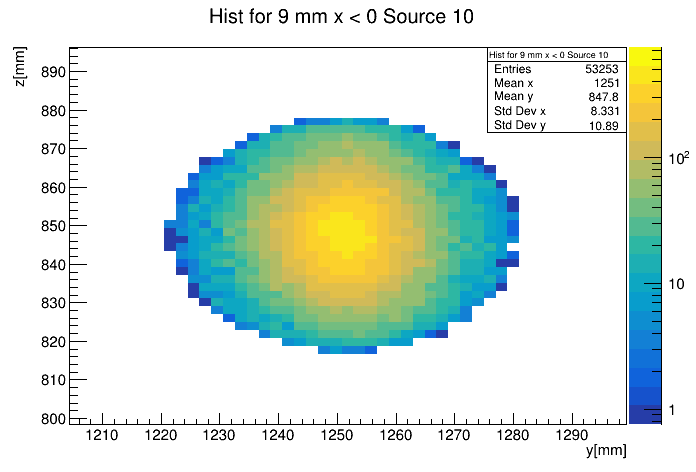 Hist for 9 mm x < 0 Source 10
z[mm]
Hist for 9 mm x < 0 Source 10
Entries 53253
Mean x 1251
Mean y 847.8
Std Dev x 8.331
Std Dev y 10.89
890
880
870
860
850
840
830
820
810
800
10²
10
1
1210 1220 1230 1240 1250 1260 1270 1280 1290
y[mm]